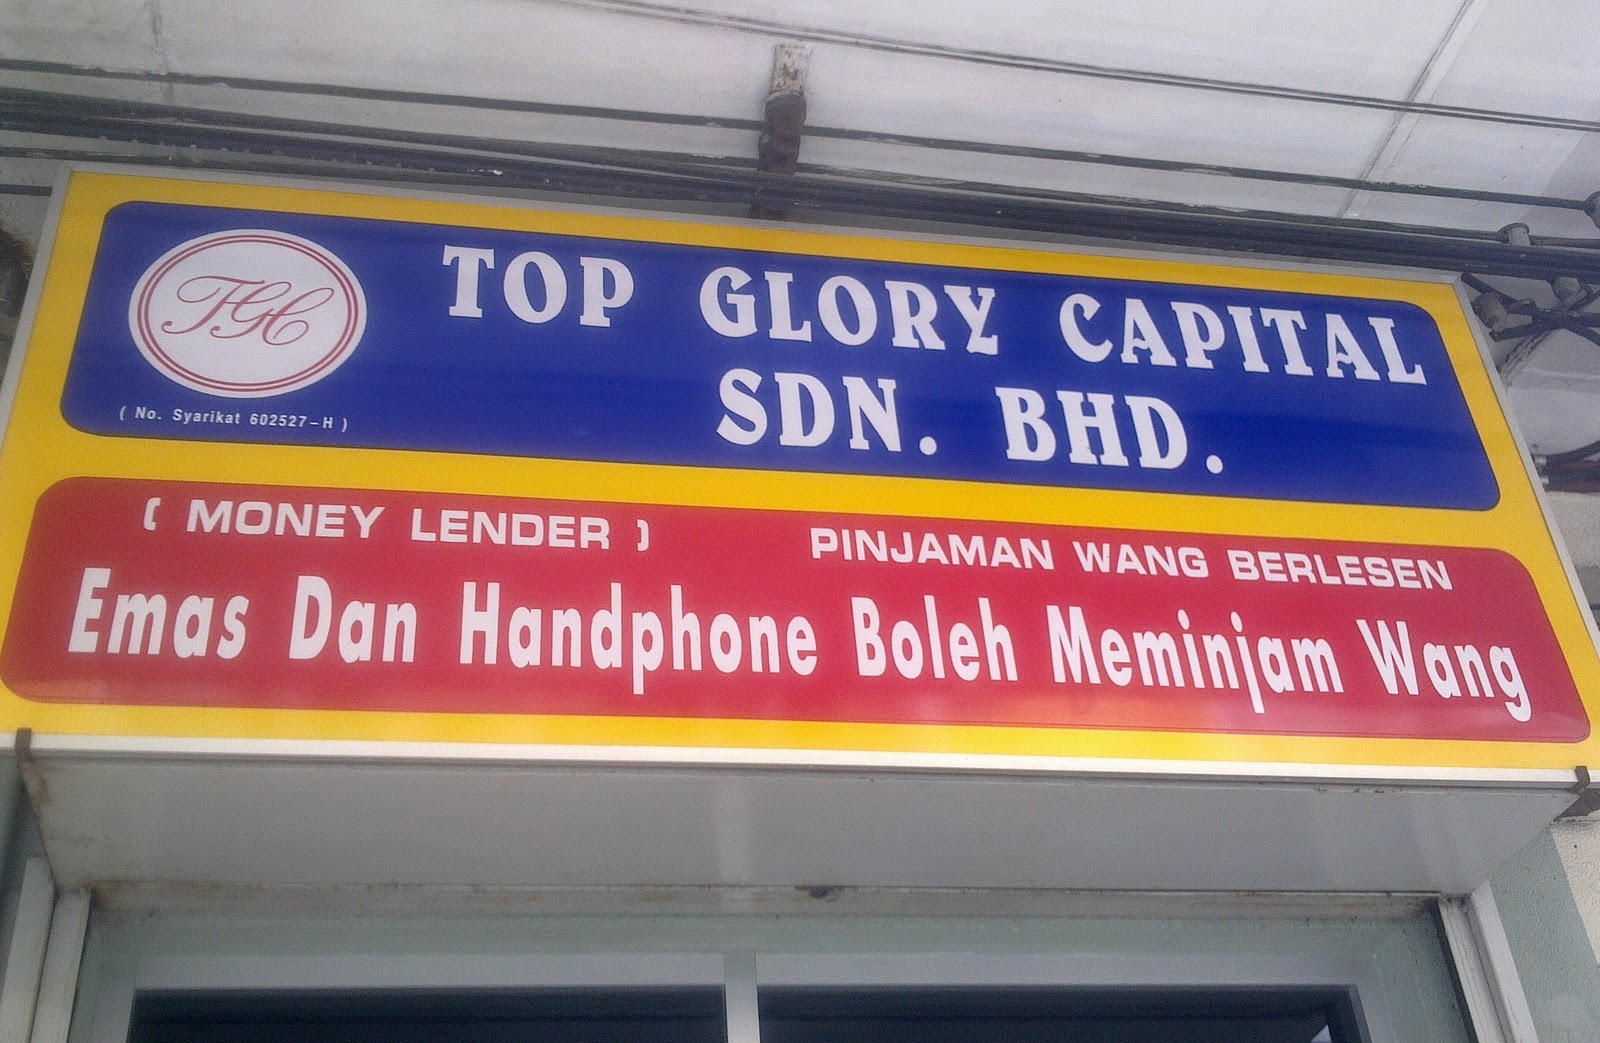 TGC
TOP GLORY CAPITAL
SDN. BHD.
( No. Syarikat 602527-H )
( MONEY LENDER ) PINJAMAN WANG BERLESEN
Emas Dan Handphone Boleh Meminjam Wang